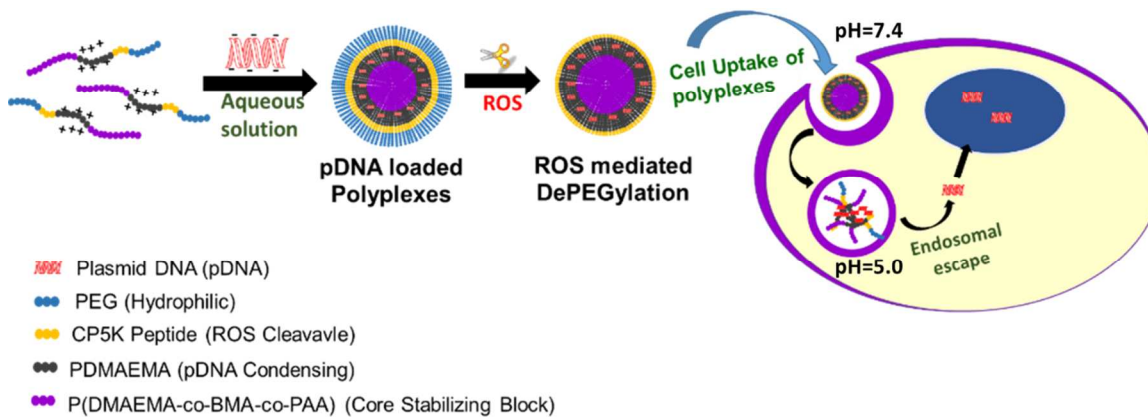 Aqueous
solution
pDNA loaded
Polyplexes
ROS
ROS mediated
DePEGylation
Cell Uptake of
polyplexes
pH=7.4
pH=5.0
Endosomal
escape
Plasmid DNA (pDNA)
PEG (Hydrophilic)
CP5K Peptide (ROS Cleavavle)
PDMAEMA (pDNA Condensing)
P(DMAEMA-co-BMA-co-PAA) (Core Stabilizing Block)